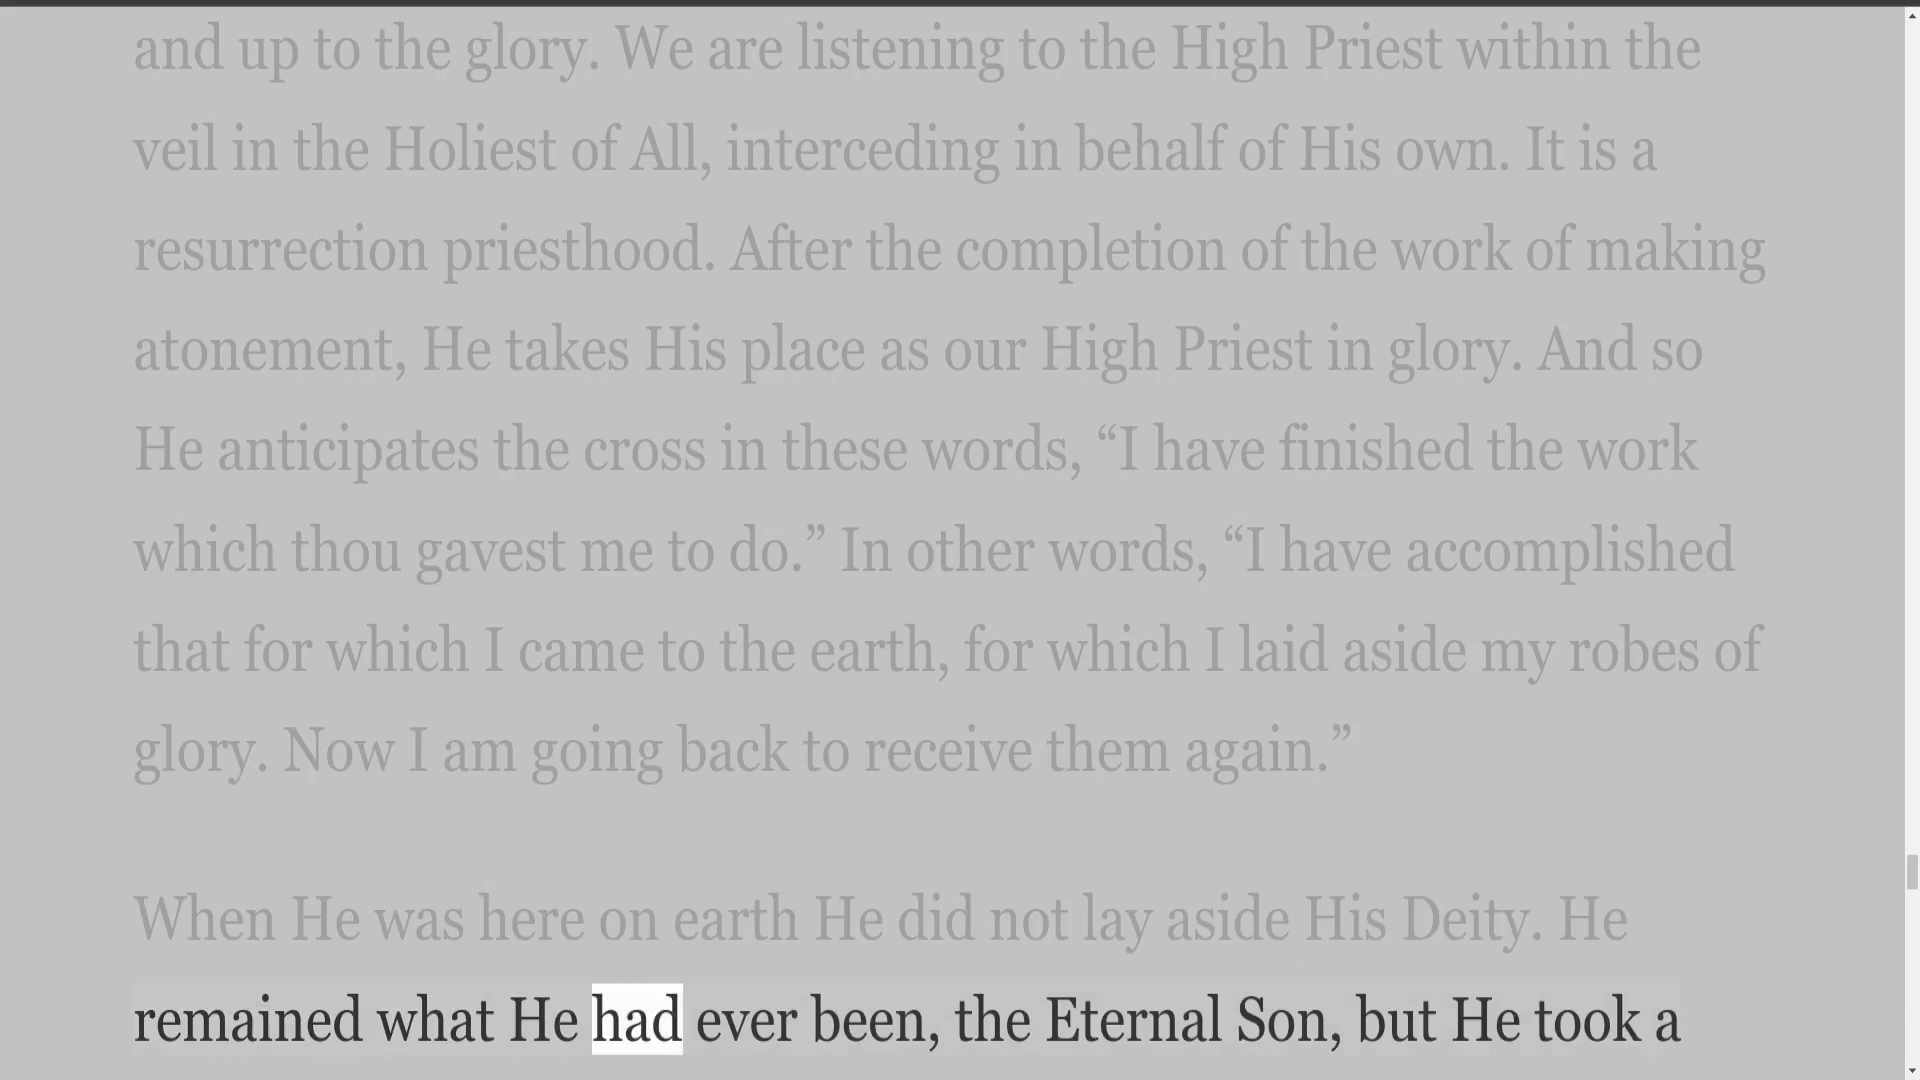 and up to the glory. We are listening to the High Priest within the
veil in the Holiest of All, interceding in behalf of His own. It is a
resurrection priesthood. After the completion of the work of making
atonement, He takes His place as our High Priest in glory. And so
He anticipates the cross in these words, “I have finished the work
which thou gavest me to do.” In other words, “I have accomplished
that for which I came to the earth, for which I laid aside my robes of
glory. Now I am going back to receive them again.”
When He was here on earth He did not lay aside His Deity. He
remained what He had ever been, the Eternal Son, but He took a